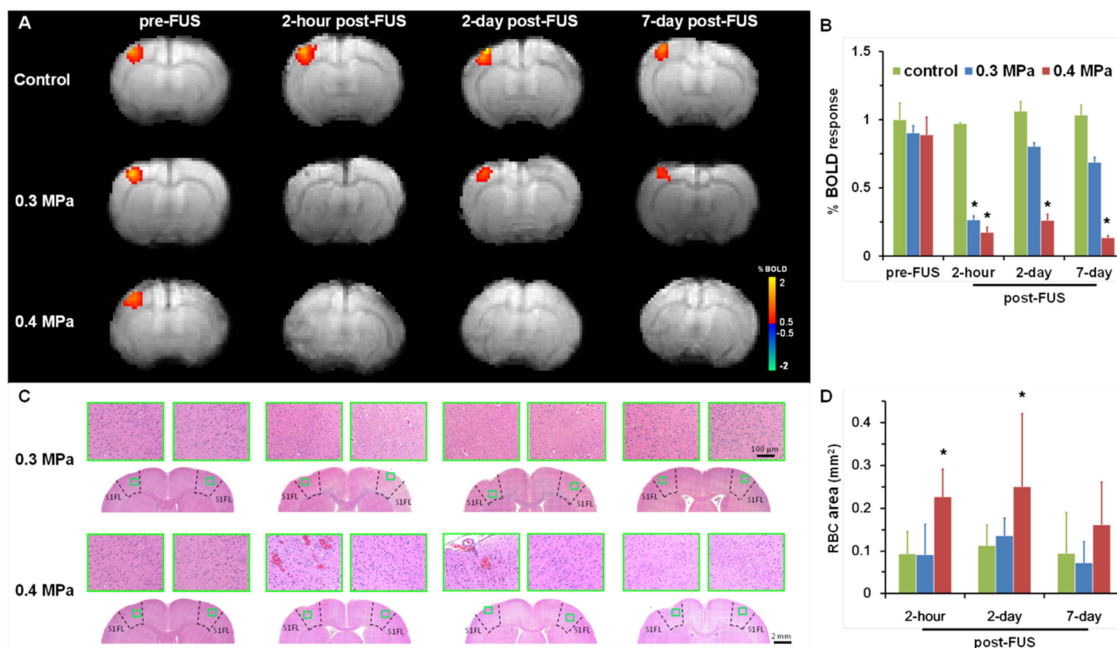 A
pre-FUS 2-hour post-FUS 2-day post-FUS 7-day post-FUS
Control
0.3 MPa
0.4 MPa
% BOLD
2
0.5
-0.5
-2
B
control 0.3 MPa 0.4 MPa
% BOLD response
1.5
1
0.5
0
* * * *
pre-FUS 2-hour 2-day 7-day
post-FUS
C
0.3 MPa
100 µm
S1FL S1FL S1FL S1FL S1FL S1FL S1FL S1FL
0.4 MPa
S1FL S1FL S1FL S1FL S1FL S1FL S1FL S1FL
2 mm
D
RBC area (mm²)
0.4
0.3
0.2
0.1
0
* *
2-hour 2-day 7-day
post-FUS